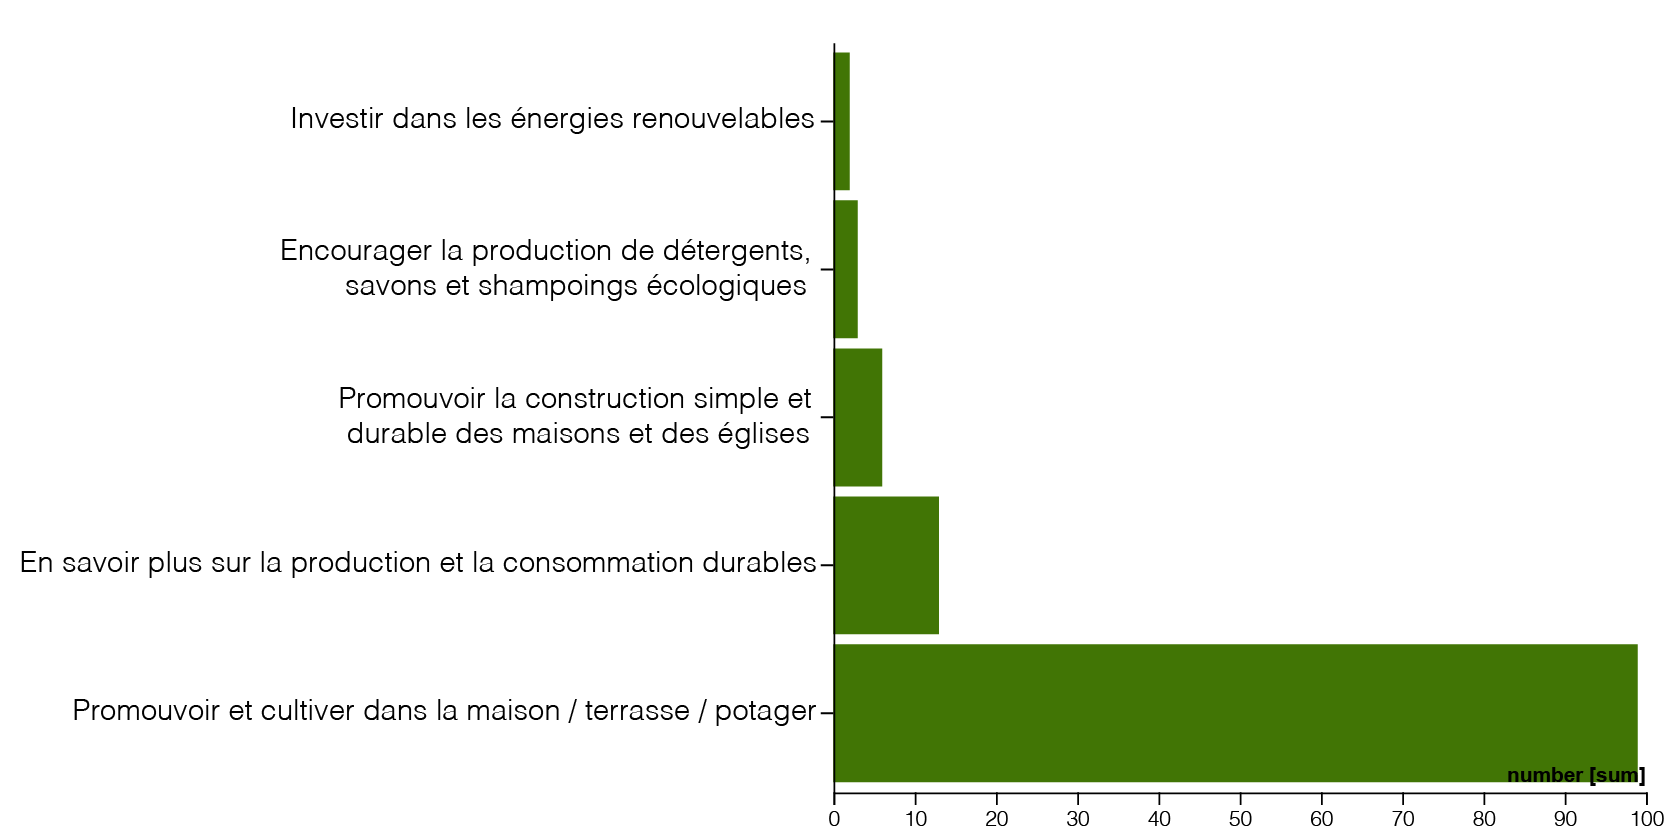 Investir dans les énergies renouvelables
Encourager la production de détergents,
savons et shampoings écologiques
Promouvoir la construction simple et
durable des maisons et des églises
En savoir plus sur la production et la consommation durables
Promouvoir et cultiver dans la maison / terrasse / potager
number [sum]
0 10 20 30 40 50 60 70 80 90 100